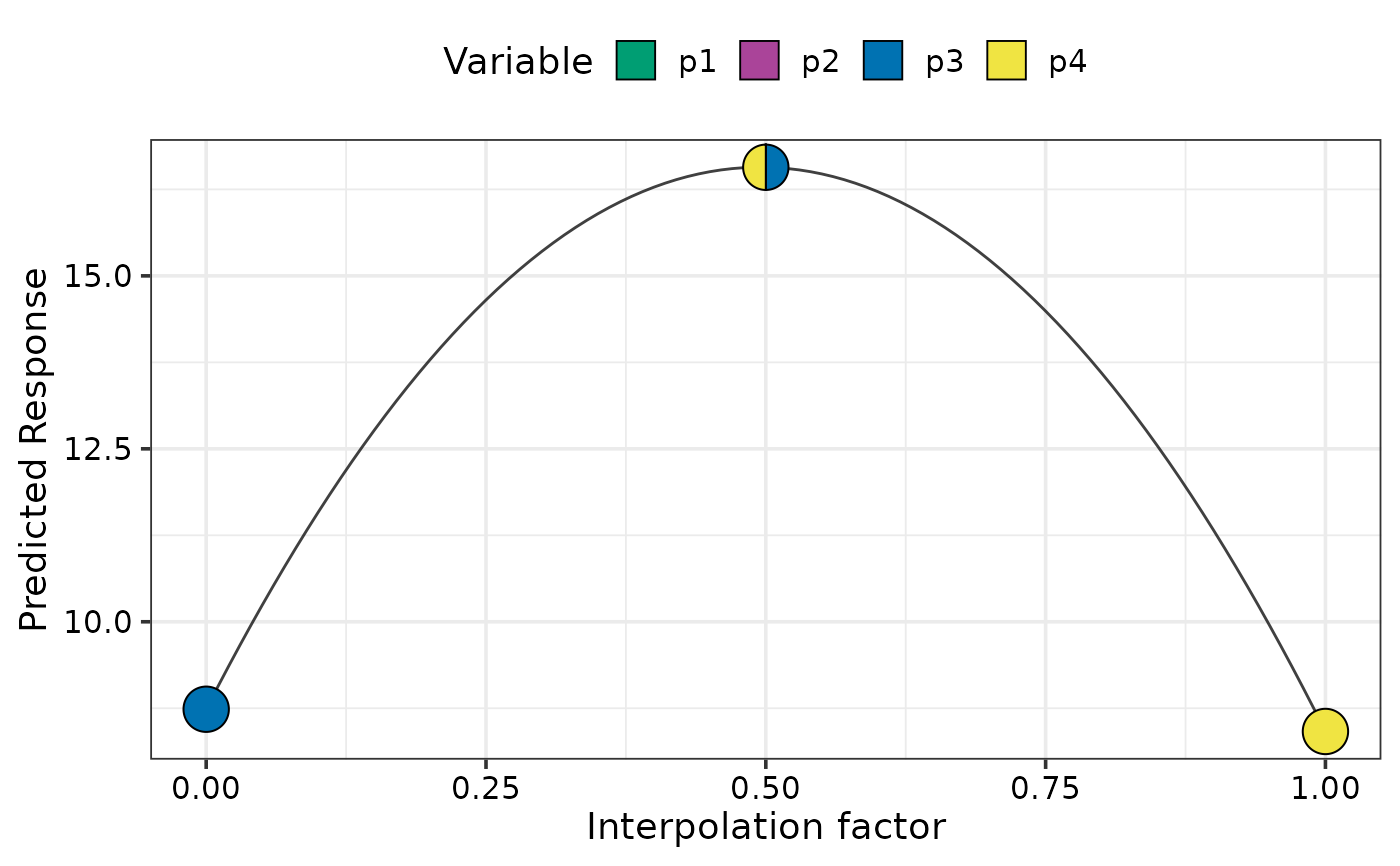 Variable p1 p2 p3 p4
Predicted Response
15.0
12.5
10.0
0.00 0.25 0.50 0.75 1.00
Interpolation factor